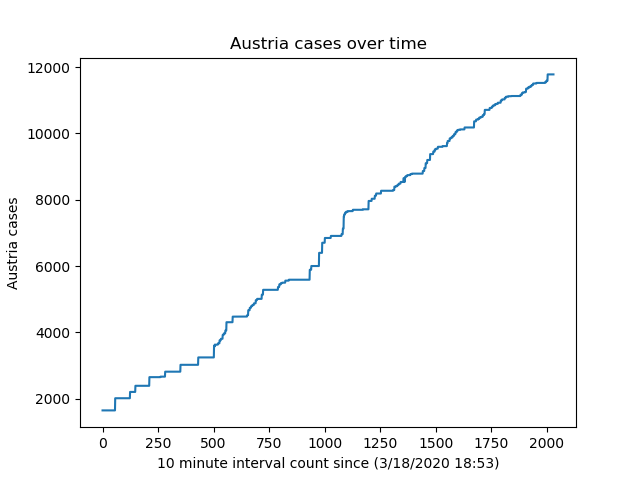 Austria cases over time
12000
10000
8000
6000
4000
2000
Austria cases
0 250 500 750 1000 1250 1500 1750 2000
10 minute interval count since (3/18/2020 18:53)